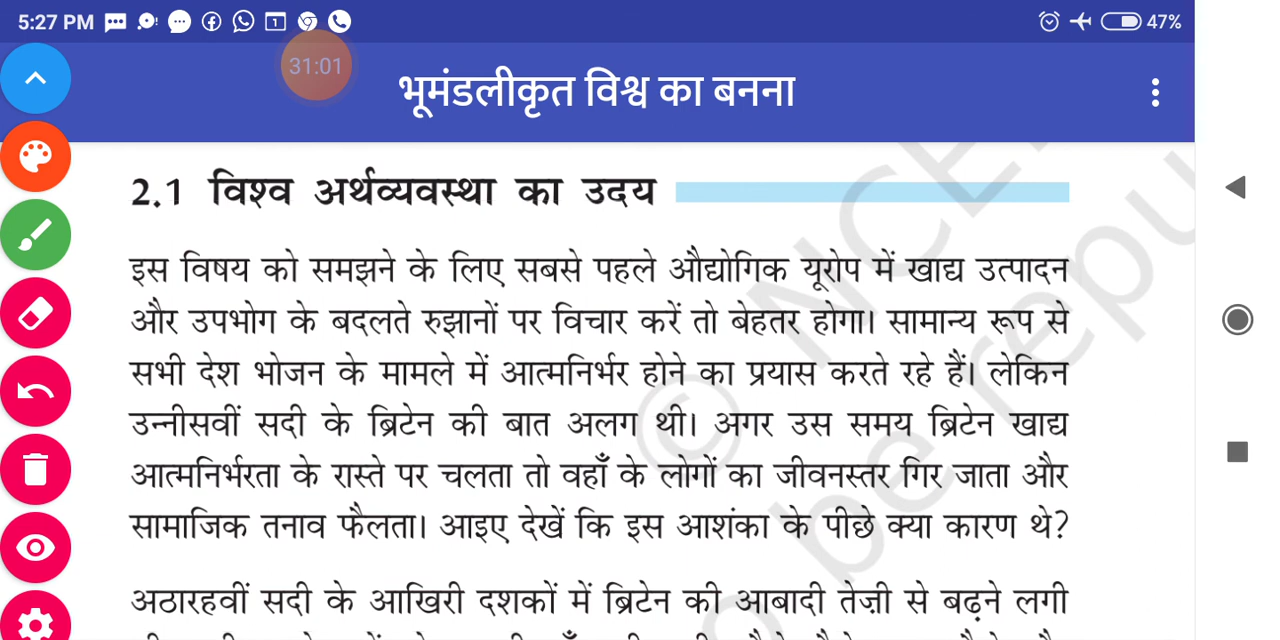 5:27 PM
47%
31:01
भूमंडलीकृत विश्व का बनना
2.1 विश्व अर्थव्यवस्था का उदय
इस विषय को समझने के लिए सबसे पहले औद्योगिक यूरोप में खाद्य उत्पादन
और उपभोग के बदलते रुझानों पर विचार करें तो बेहतर होगा। सामान्य रूप से
सभी देश भोजन के मामले में आत्मनिर्भर होने का प्रयास करते रहे हैं। लेकिन
उन्नीसवीं सदी के ब्रिटेन की बात अलग थी। अगर उस समय ब्रिटेन खाद्य
आत्मनिर्भरता के रास्ते पर चलता तो वहाँ के लोगों का जीवनस्तर गिर जाता और
सामाजिक तनाव फैलता। आइए देखें कि इस आशंका के पीछे क्या कारण थे?
अठारहवीं सदी के आखिरी दशकों में ब्रिटेन की आबादी तेज़ी से बढ़ने लगी
© NCE
be repu